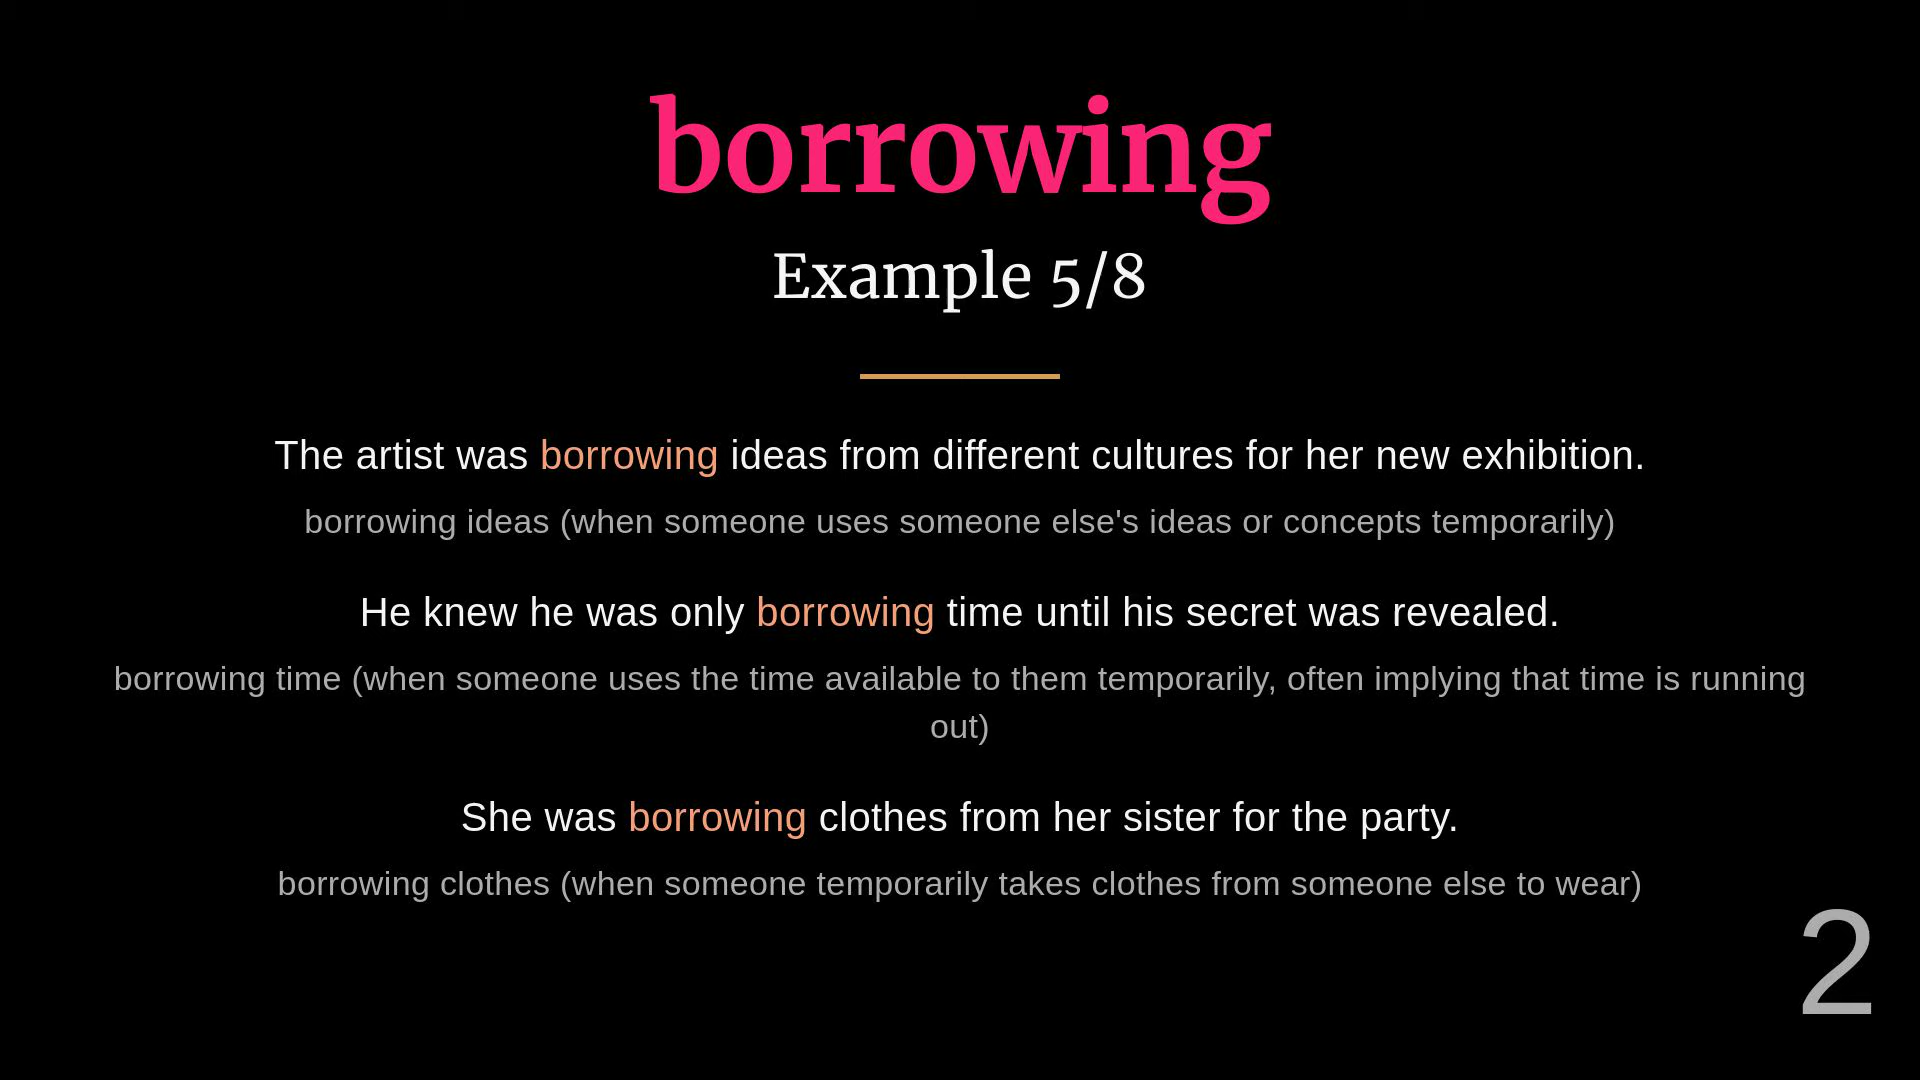 borrowing
Example 5/8
The artist was borrowing ideas from different cultures for her new exhibition.
borrowing ideas (when someone uses someone else's ideas or concepts temporarily)
He knew he was only borrowing time until his secret was revealed.
borrowing time (when someone uses the time available to them temporarily, often implying that time is running
out)
She was borrowing clothes from her sister for the party.
borrowing clothes (when someone temporarily takes clothes from someone else to wear)
2